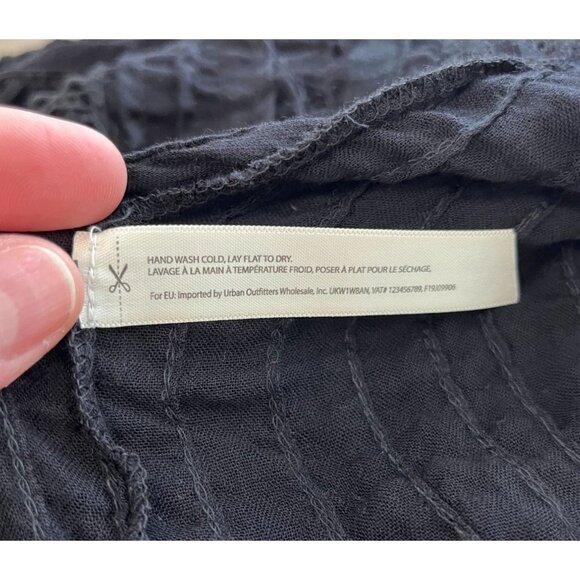 HAND WASH COLD, LAY FLAT TO DRY.
LAVAGE À LA MAIN À TEMPÉRATURE FROID, POSER À PLAT POUR LE SÉCHAGE.
For EU: Imported by Urban Outfitters Wholesale, Inc. UKW1WBAN, VAT# 123456789, F19J09906